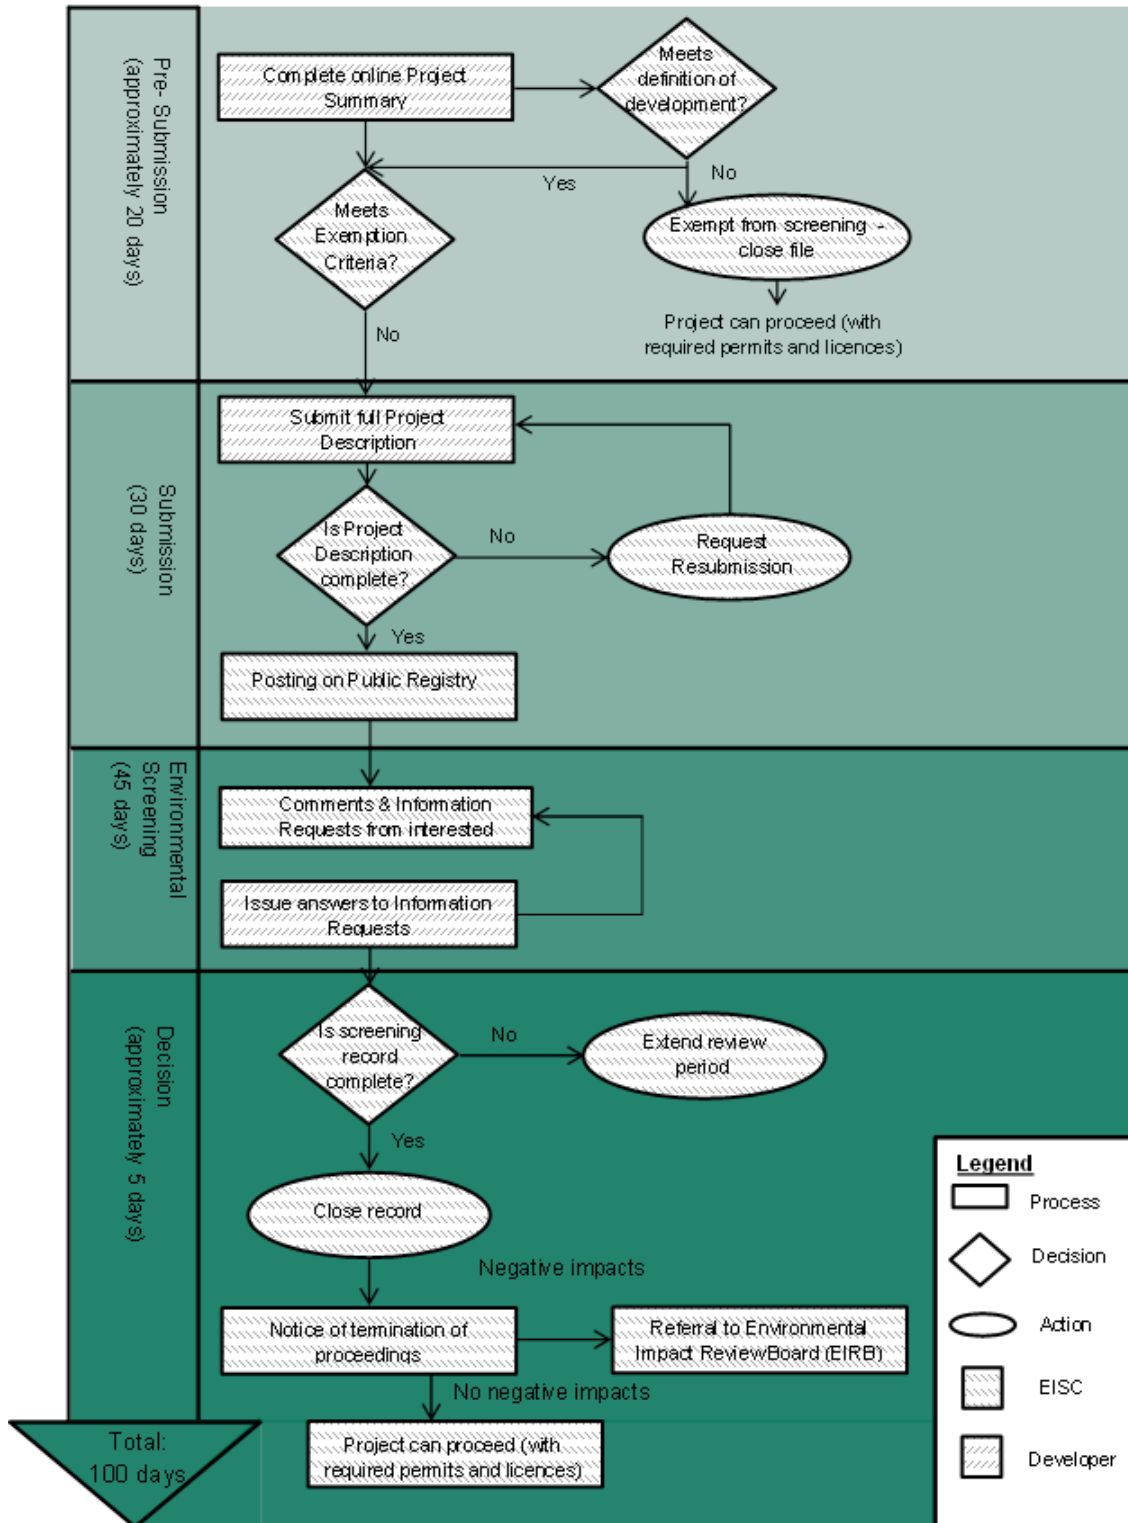 Pre- Submission
(approximately 20 days)
Complete online Project
Summary
Meets
definition of
development?
Yes
No
Meets
Exemption
Criteria?
Exempt from screening -
close file
Project can proceed (with
required permits and licences)
No
Submission
(30 days)
Submit full Project
Description
Is Project
Description
complete?
No
Request
Resubmission
Yes
Posting on Public Registry
Environmental
Screening
(45 days)
Comments & Information
Requests from interested
Issue answers to Information
Requests
Decision
(approximately 5 days)
Is screening
record
complete?
No
Extend review
period
Yes
Close record
Negative impacts
Notice of termination of
proceedings
Referral to Environmental
Impact ReviewBoard (EIRB)
No negative impacts
Project can proceed (with
required permits and licences)
Total:
100 days
Legend
Process
Decision
Action
EISC
Developer